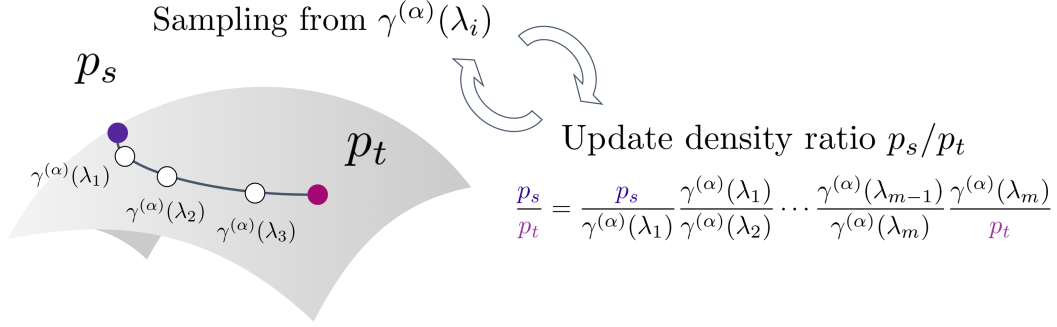 Sampling from γ^(α)(λ_i)
p_s
p_t
γ^(α)(λ_1)
γ^(α)(λ_2)
γ^(α)(λ_3)
Update density ratio p_s/p_t
p_s/p_t = p_s/γ^(α)(λ_1) γ^(α)(λ_1)/γ^(α)(λ_2) ⋯ γ^(α)(λ_{m−1})/γ^(α)(λ_m) γ^(α)(λ_m)/p_t